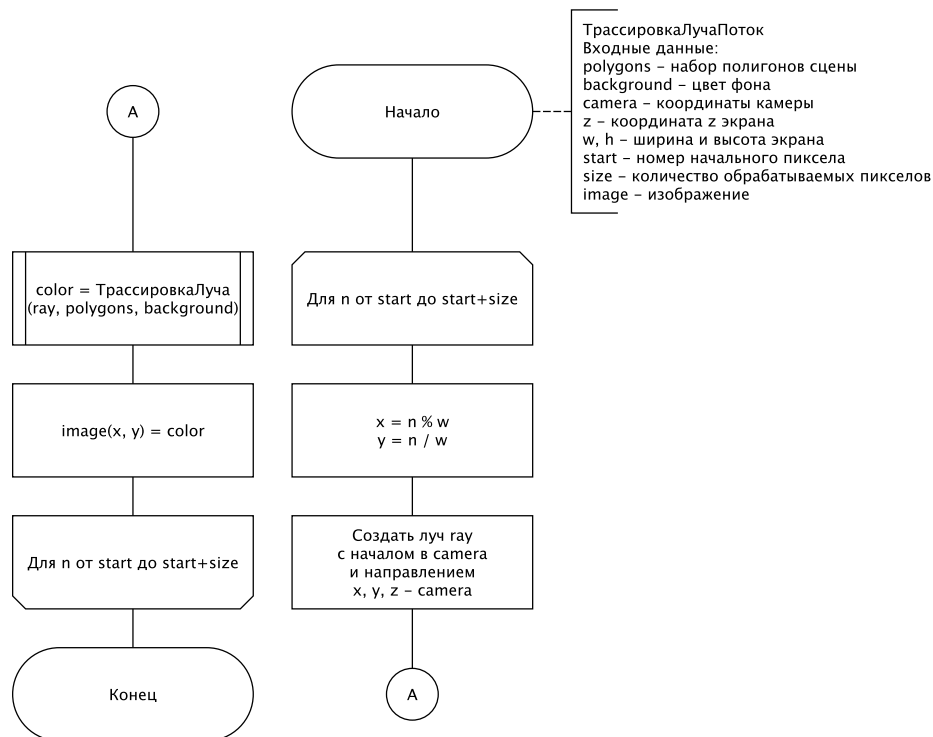 ТрассировкаЛучаПоток
Входные данные:
polygons – набор полигонов сцены
background – цвет фона
camera – координаты камеры
z – координата z экрана
w, h – ширина и высота экрана
start – номер начального пиксела
size – количество обрабатываемых пикселов
image – изображение
Начало
Для n от start до start+size
x = n % w
y = n / w
Создать луч ray
с началом в camera
и направлением
x, y, z – camera
A
A
color = ТрассировкаЛуча
(ray, polygons, background)
image(x, y) = color
Для n от start до start+size
Конец